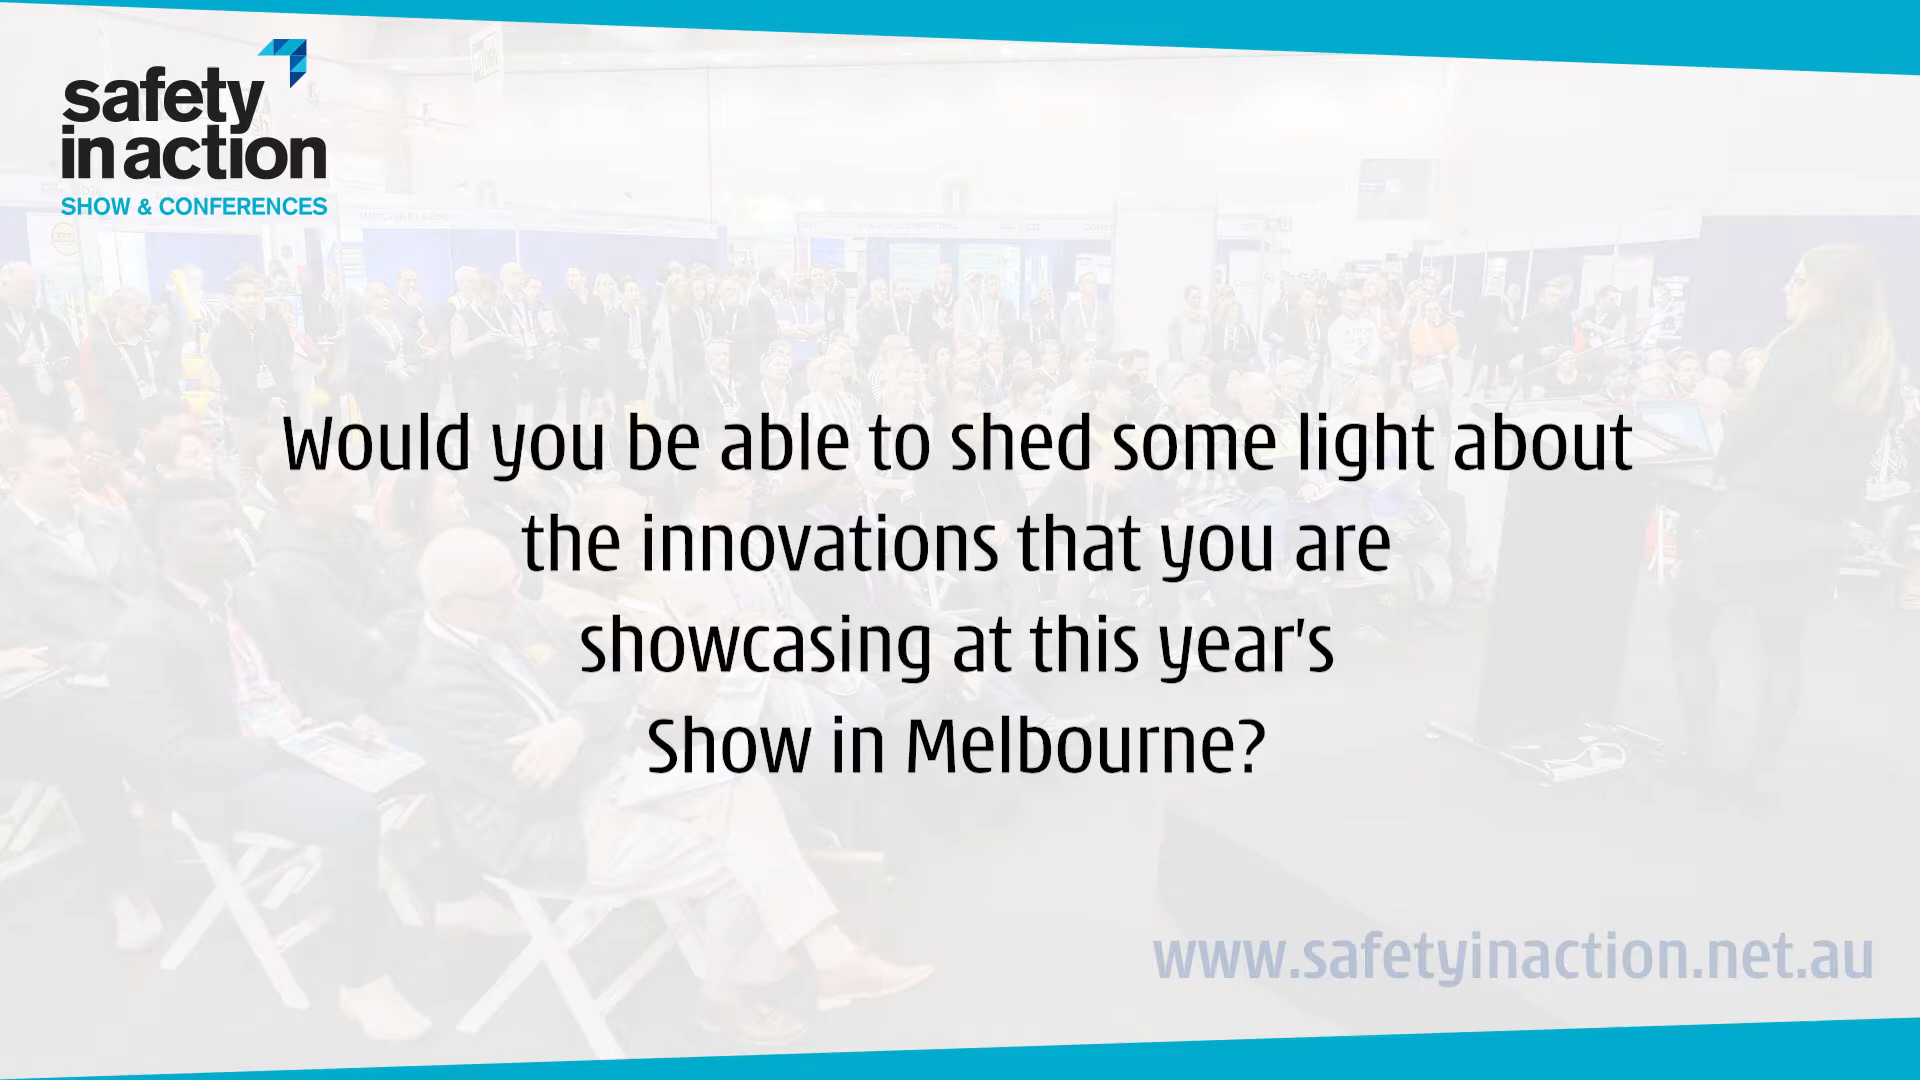 safety
in action
SHOW & CONFERENCES
Would you be able to shed some light about
the innovations that you are
showcasing at this year's
Show in Melbourne?
www.safetyinaction.net.au